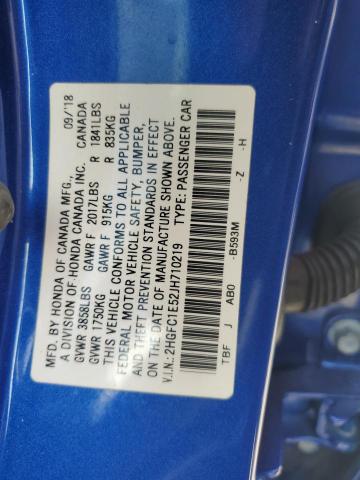 MFD. BY HONDA OF CANADA MFG., 09/18
A DIVISION OF HONDA CANADA INC. CANADA
GVWR 3858LBS GAWR F 2017LBS R 1841LBS
GVWR 1750KG GAWR F 915KG R 835KG
THIS VEHICLE CONFORMS TO ALL APPLICABLE
FEDERAL MOTOR VEHICLE SAFETY, BUMPER,
AND THEFT PREVENTION STANDARDS IN EFFECT
ON THE DATE OF MANUFACTURE SHOWN ABOVE.
V.I.N.: 2HGFC1E52JH710219 TYPE: PASSENGER CAR
TBF J AB0 -B593M -Z -H